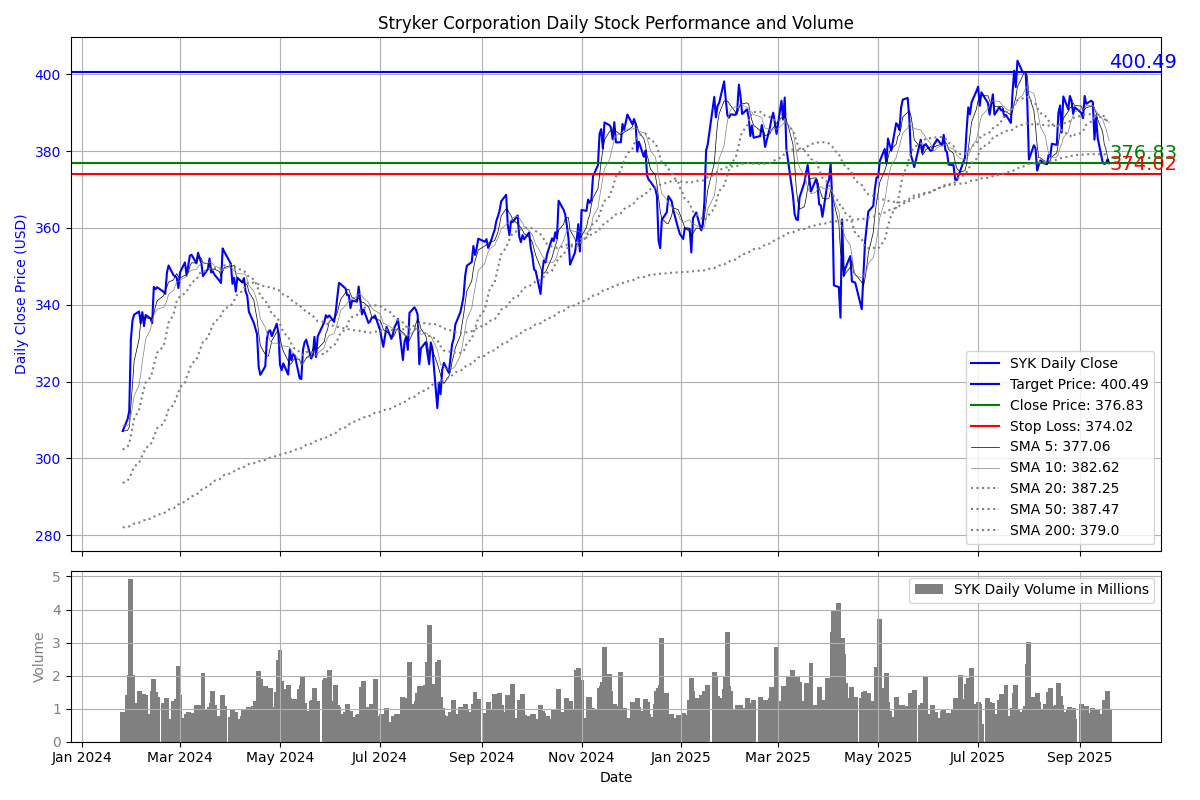 Stryker Corporation Daily Stock Performance and Volume
Daily Close Price (USD)
400
380
360
340
320
300
280
400.49
376.83
374.02
SYK Daily Close
Target Price: 400.49
Close Price: 376.83
Stop Loss: 374.02
SMA 5: 377.06
SMA 10: 382.62
SMA 20: 387.25
SMA 50: 387.47
SMA 200: 379.0
Volume
5
4
3
2
1
0
SYK Daily Volume in Millions
Jan 2024 Mar 2024 May 2024 Jul 2024 Sep 2024 Nov 2024 Jan 2025 Mar 2025 May 2025 Jul 2025 Sep 2025
Date